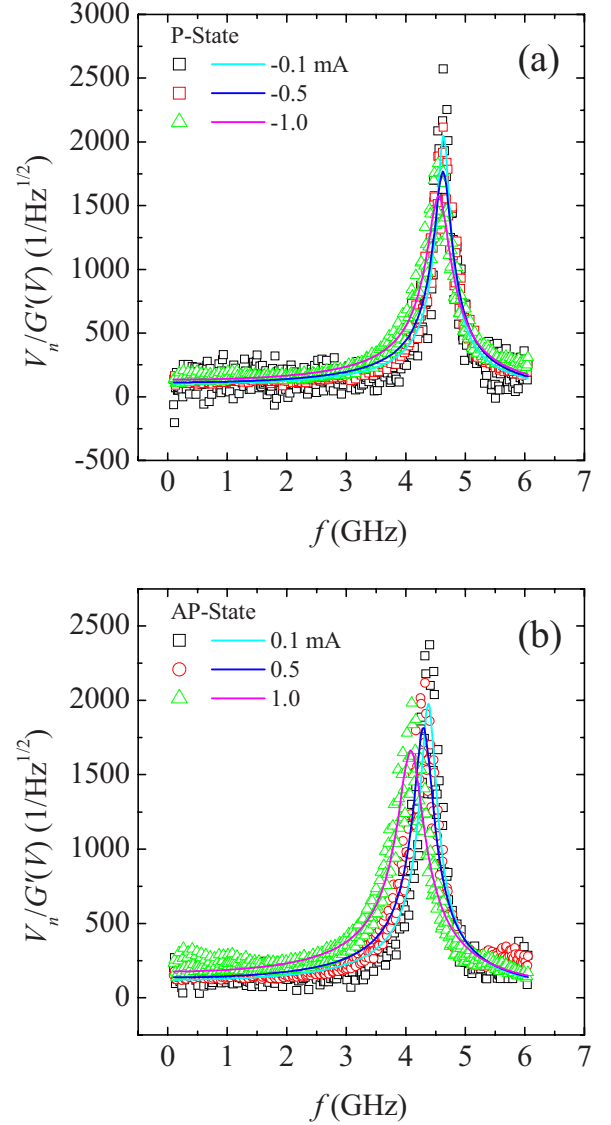 3000
2500
2000
1500
1000
500
0
-500
V_n/G'(V) (1/Hz^{1/2})
P-State
-0.1 mA
-0.5
-1.0
(a)
0 1 2 3 4 5 6 7
f (GHz)
2500
2000
1500
1000
500
0
V_n/G'(V) (1/Hz^{1/2})
AP-State
0.1 mA
0.5
1.0
(b)
0 1 2 3 4 5 6 7
f (GHz)